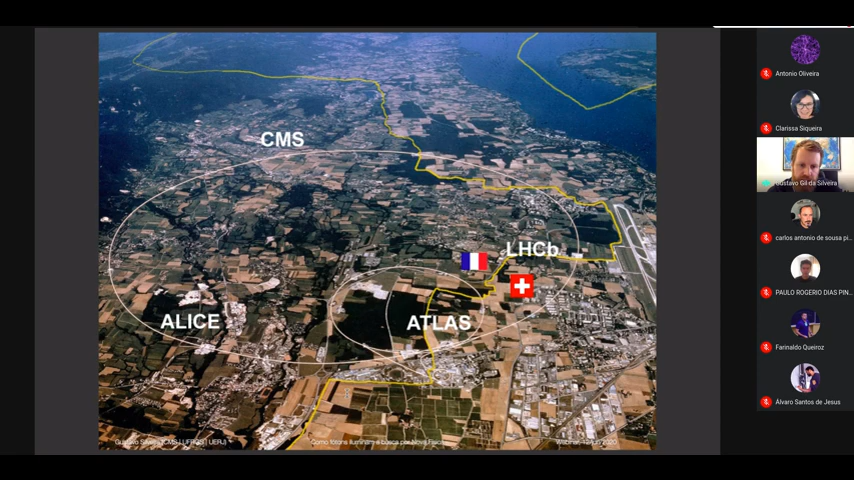 CMS
LHCb
ALICE
ATLAS
Gustavo Silveira [CMS | UFRGS | UERJ]
Como fótons iluminam a busca por Nova Física
Webinar, 12 Jun 2020
Antonio Oliveira
Clarissa Siqueira
Gustavo Gil da Silveira
carlos antonio de sousa pi...
PAULO ROGERIO DIAS PIN...
Farinaldo Queiroz
Álvaro Santos de Jesus